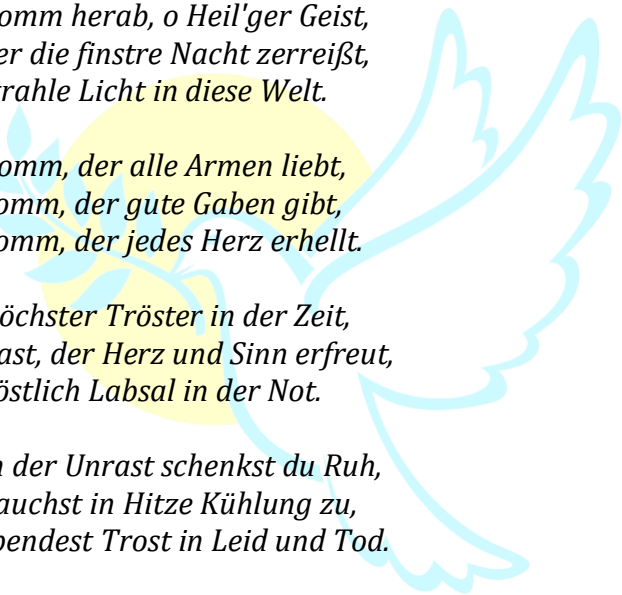 omm herab, o Heil'ger Geist,
er die finstre Nacht zerreißt,
trahle Licht in diese Welt.
omm, der alle Armen liebt,
omm, der gute Gaben gibt,
omm, der jedes Herz erhellt.
öchster Tröster in der Zeit,
ast, der Herz und Sinn erfreut,
östlich Labsal in der Not.
n der Unrast schenkst du Ruh,
auchst in Hitze Kühlung zu,
pendest Trost in Leid und Tod.